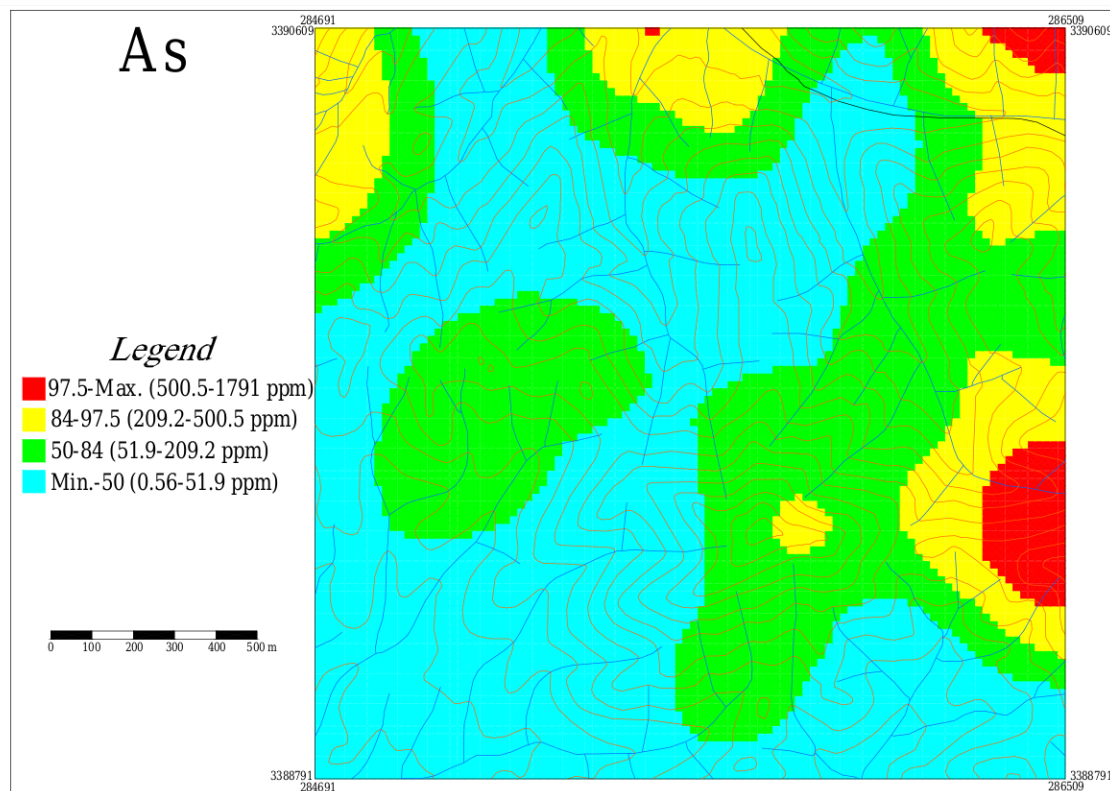 As
284691
286509
3390609
3390609
Legend
97.5-Max. (500.5-1791 ppm)
84-97.5 (209.2-500.5 ppm)
50-84 (51.9-209.2 ppm)
Min.-50 (0.56-51.9 ppm)
0 100 200 300 400 500 m
3388791
3388791
284691
286509